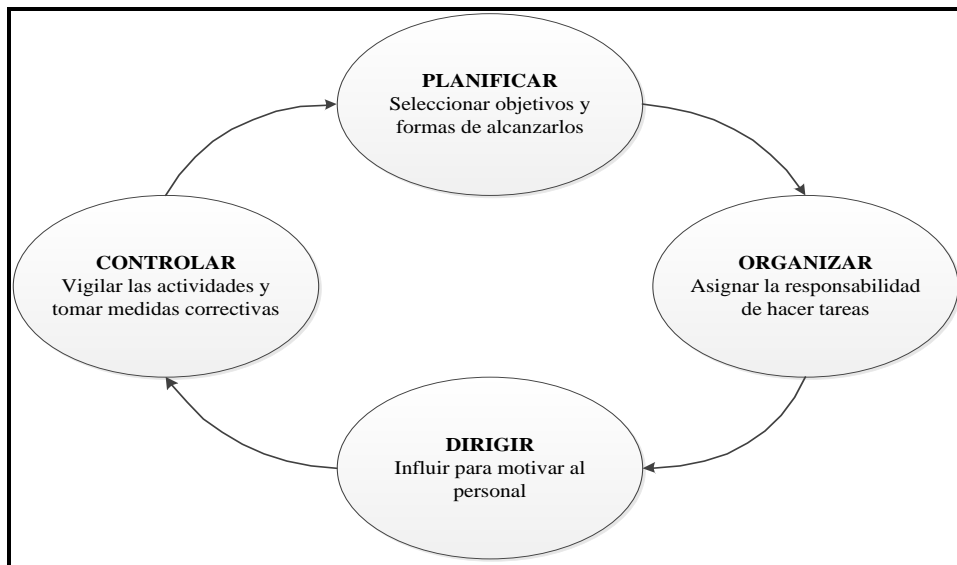 PLANIFICAR
Seleccionar objetivos y
formas de alcanzarlos
CONTROLAR
Vigilar las actividades y
tomar medidas correctivas
ORGANIZAR
Asignar la responsabilidad
de hacer tareas
DIRIGIR
Influir para motivar al
personal